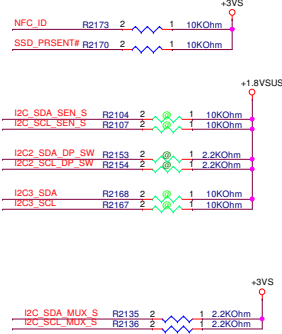 +3VS
NFC_ID R2173 2 1 10KOhm
SSD_PRSENT# R2170 2 1 10KOhm
+1.8VSUS
I2C_SDA_SEN_S R2104 2 @ 1 10KOhm
I2C_SCL_SEN_S R2107 2 @ 1 10KOhm
I2C2_SDA_DP_SW R2153 2 @ 1 2.2KOhm
I2C2_SCL_DP_SW R2154 2 @ 1 2.2KOhm
I2C3_SDA R2168 2 @ 1 10KOhm
I2C3_SCL R2167 2 @ 1 10KOhm
+3VS
I2C_SDA_MUX_S R2135 2 1 2.2KOhm
I2C_SCL_MUX_S R2136 2 1 2.2KOhm